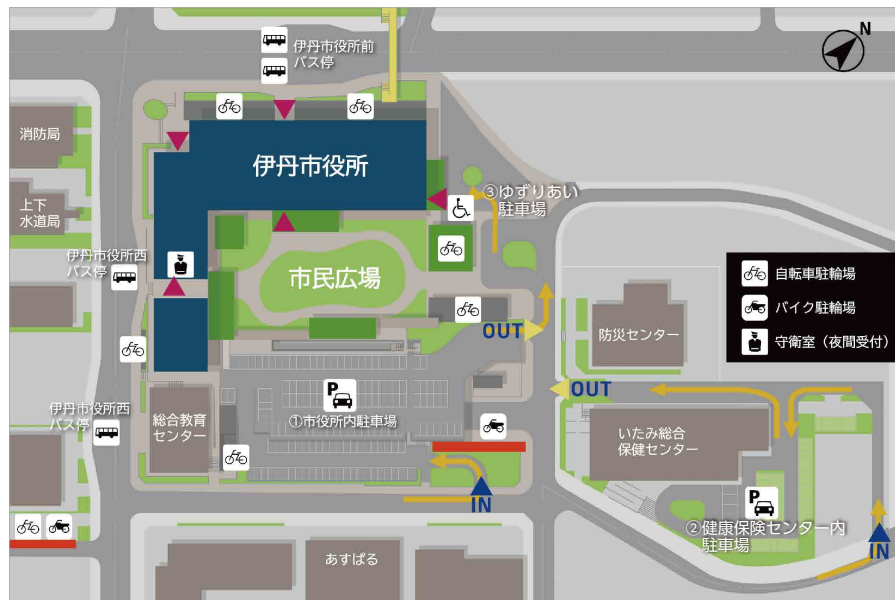 伊丹市役所前
バス停
N
消防局
伊丹市役所
上下
水道局
③ゆずりあい
駐車場
伊丹市役所西
バス停
市民広場
自転車駐輪場
バイク駐輪場
守衛室（夜間受付）
OUT
防災センター
OUT
伊丹市役所西
バス停
総合教育
センター
P
①市役所内駐車場
いたみ総合
保健センター
IN
P
②健康保険センター内
駐車場
IN
あすぱる